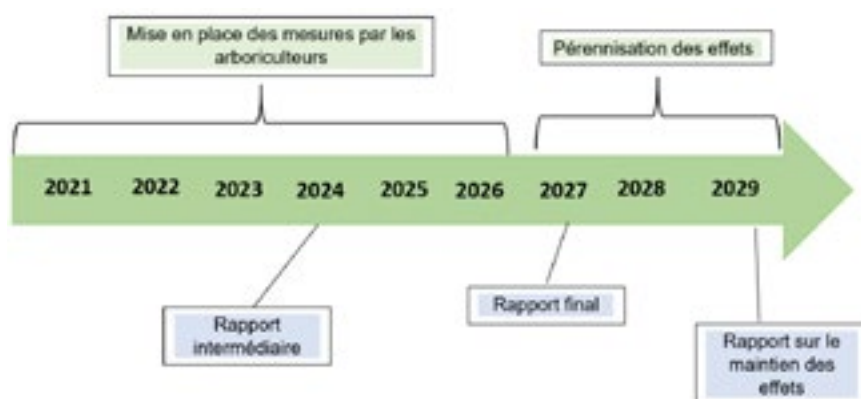 Mise en place des mesures par les
arboriculteurs
Pérennisation des effets
2021 2022 2023 2024 2025 2026 2027 2028 2029
Rapport
intermédiaire
Rapport final
Rapport sur le
maintien des
effets